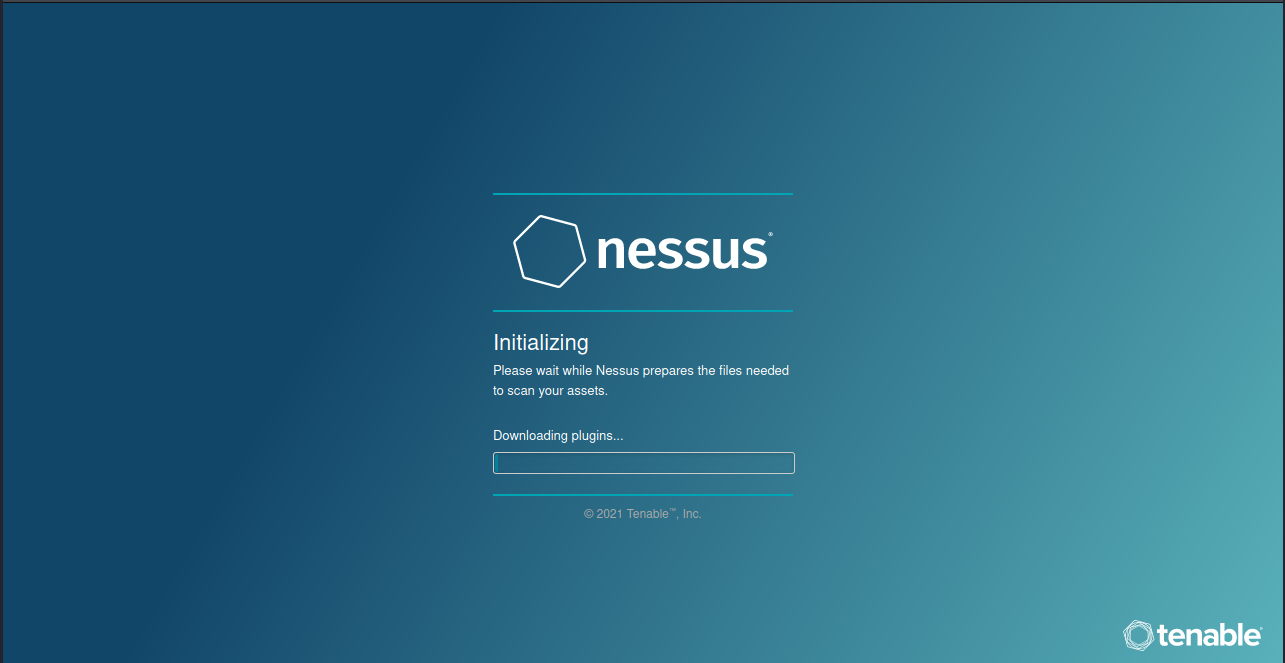 nessus®
Initializing
Please wait while Nessus prepares the files needed
to scan your assets.
Downloading plugins...
© 2021 Tenable™, Inc.
tenable™